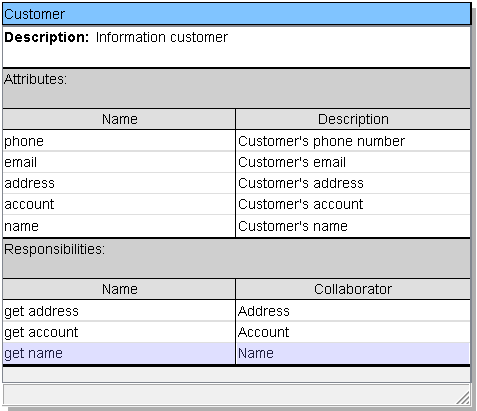 Customer
Description: Information customer
Attributes:
Name Description
phone Customer's phone number
email Customer's email
address Customer's address
account Customer's account
name Customer's name
Responsibilities:
Name Collaborator
get address Address
get account Account
get name Name